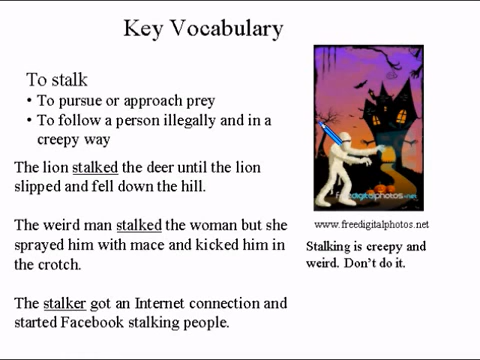 Key Vocabulary
To stalk
• To pursue or approach prey
• To follow a person illegally and in a
creepy way
The lion stalked the deer until the lion
slipped and fell down the hill.
The weird man stalked the woman but she
sprayed him with mace and kicked him in
the crotch.
The stalker got an Internet connection and
started Facebook stalking people.
freedigitalphotos
www.freedigitalphotos.net
Stalking is creepy and
weird. Don't do it.